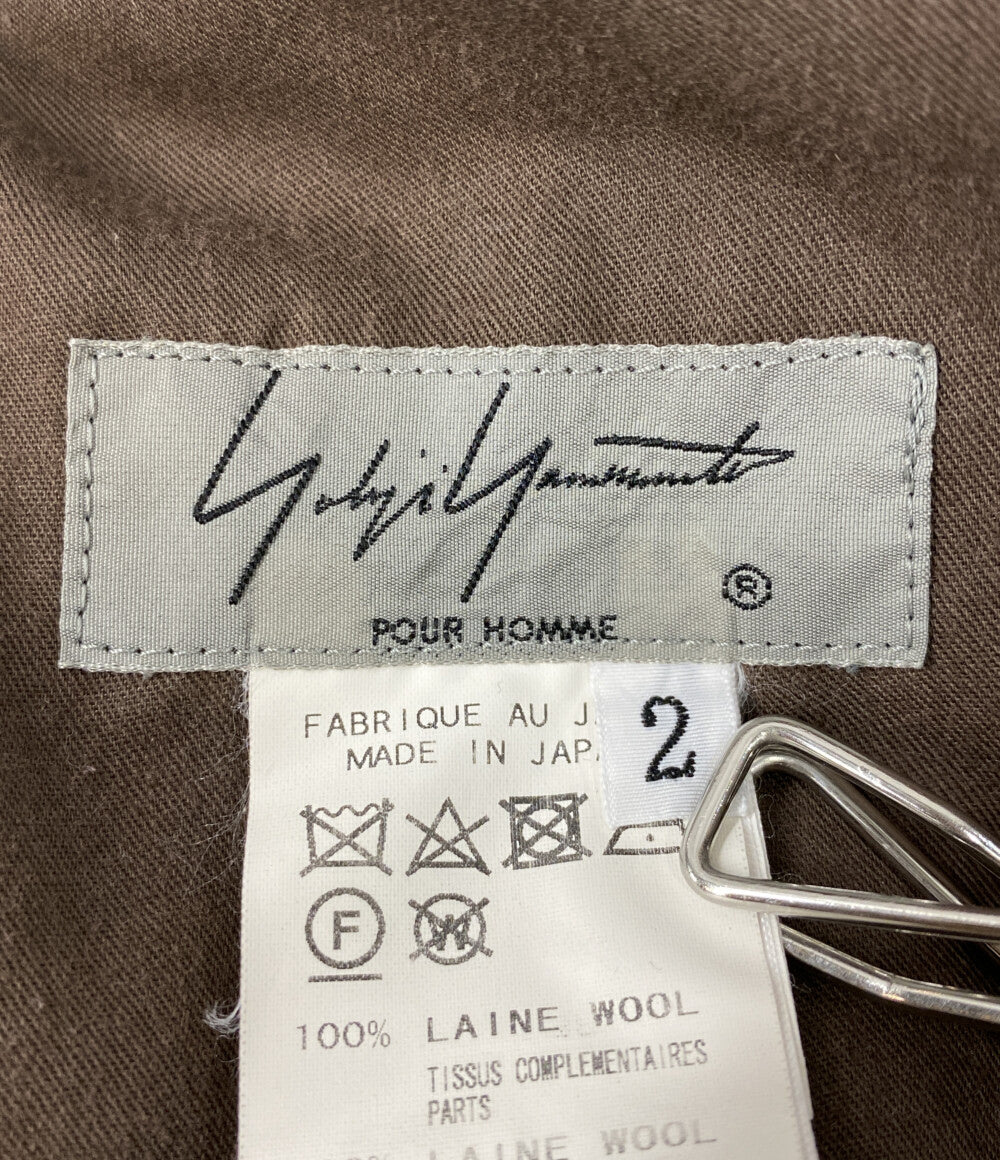 Yohji Yamamoto
®
POUR HOMME
2
FABRIQUE AU J
MADE IN JAPA
F
W
100% LAINE WOOL
TISSUS COMPLEMENTAIRES
PARTS
LAINE WOOL